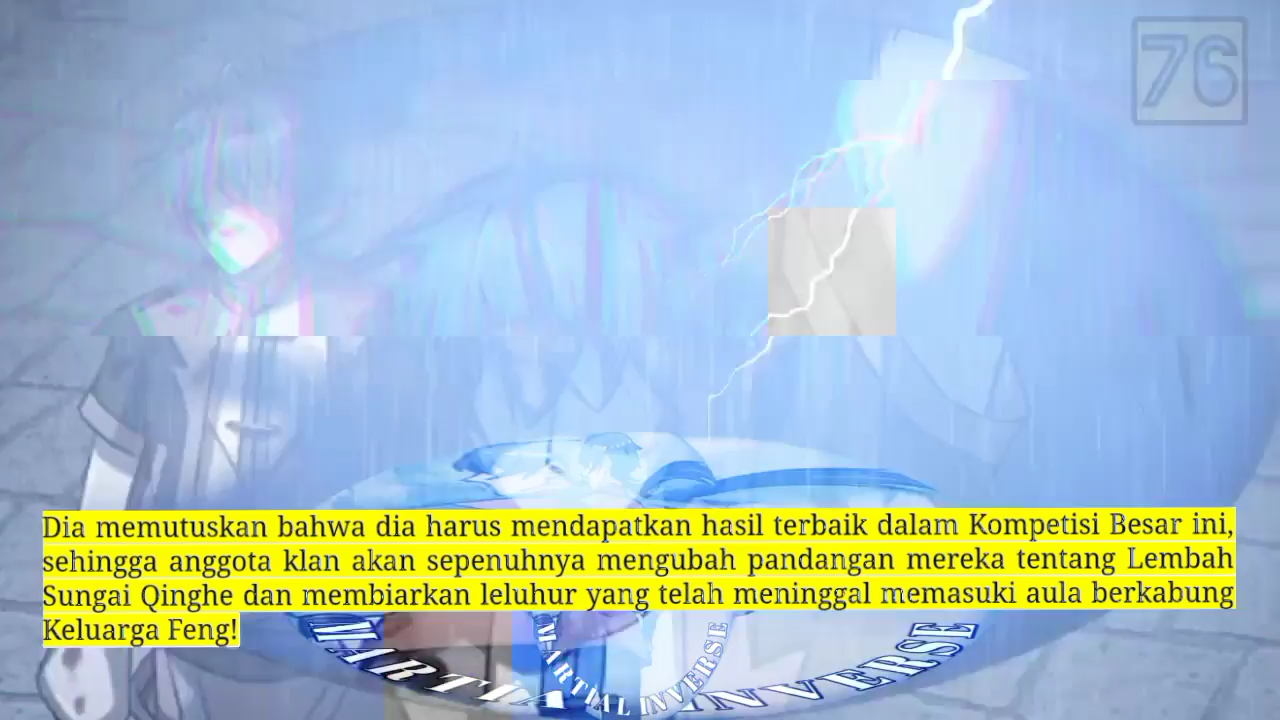 76
Dia memutuskan bahwa dia harus mendapatkan hasil terbaik dalam Kompetisi Besar ini,
sehingga anggota klan akan sepenuhnya mengubah pandangan mereka tentang Lembah
Sungai Qinghe dan membiarkan leluhur yang telah meninggal memasuki aula berkabung
Keluarga Feng!
MARTIAL INVERSE
MARTIAL INVERSE